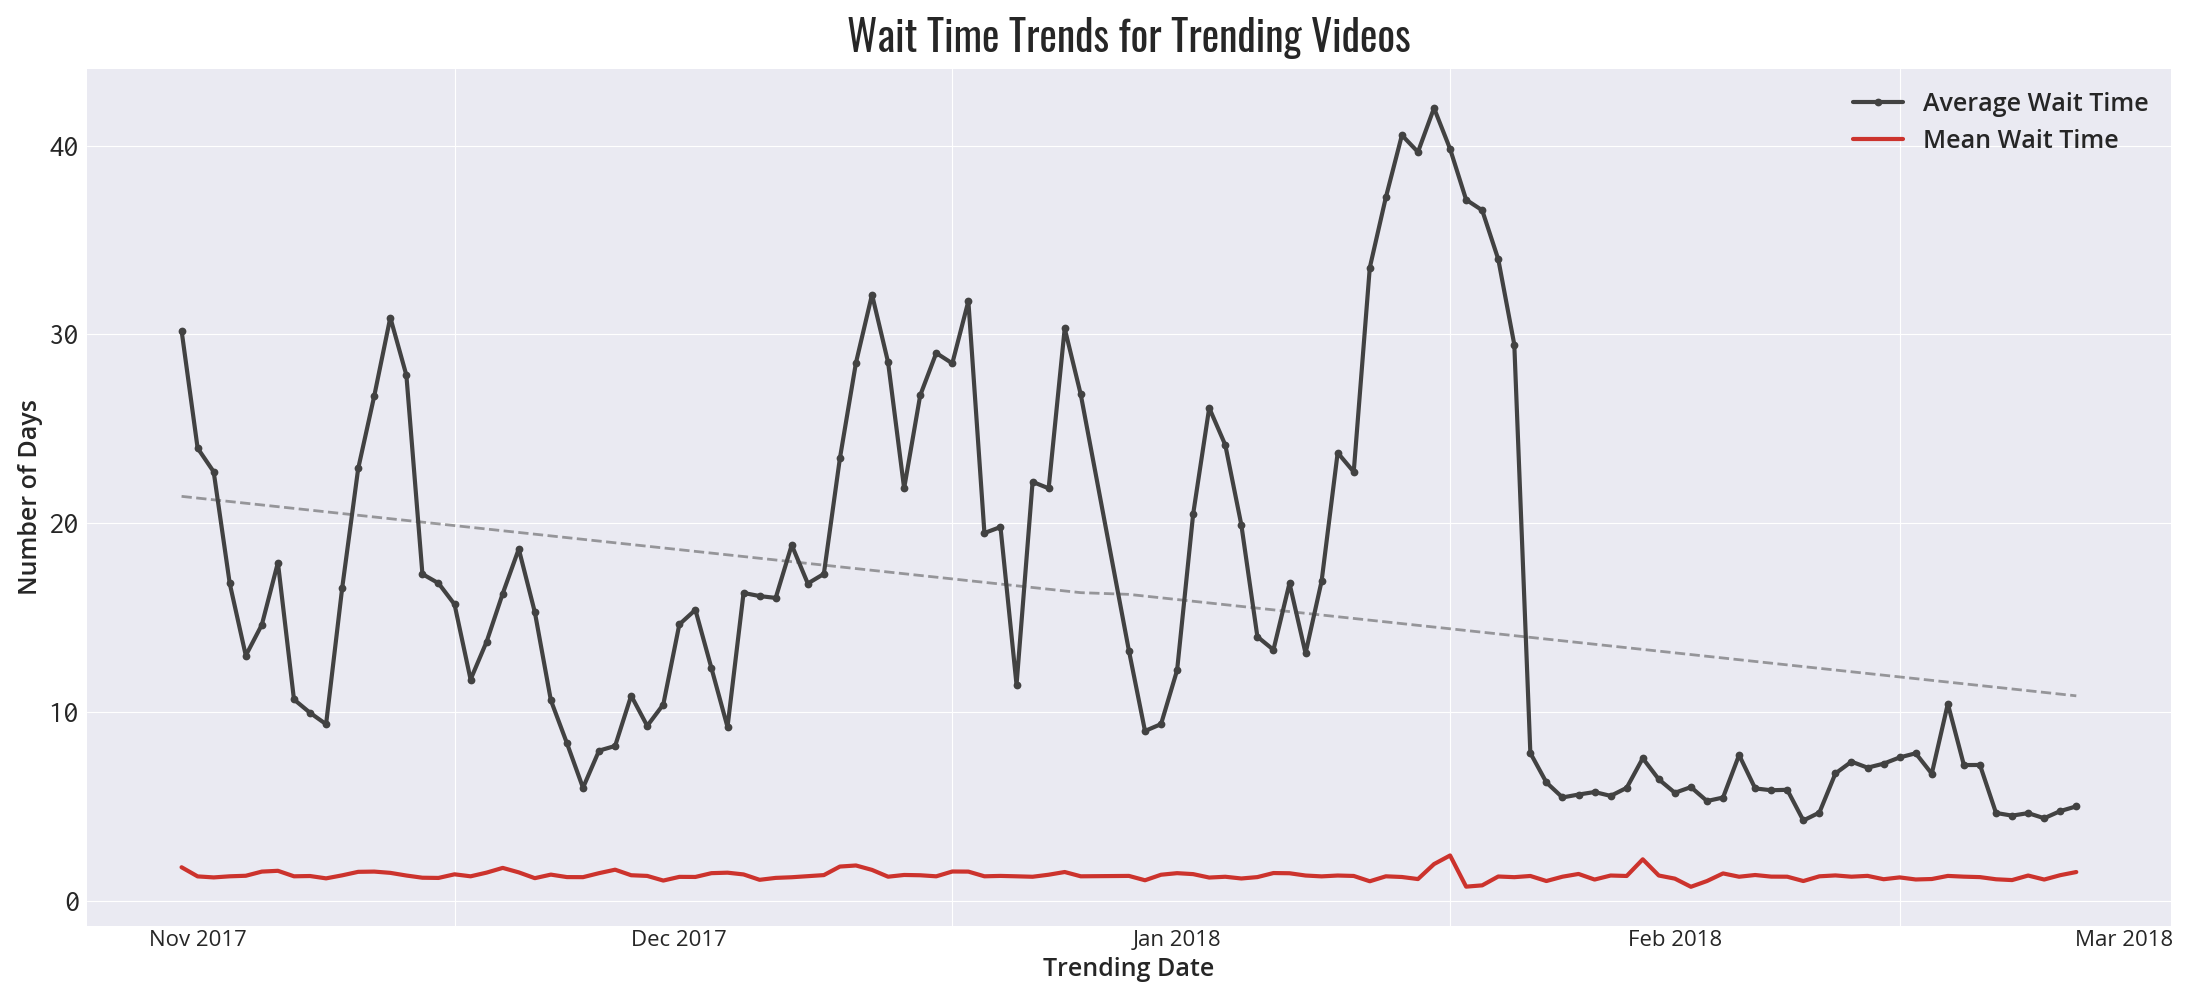 Wait Time Trends for Trending Videos
Average Wait Time
Mean Wait Time
Number of Days
40
30
20
10
0
Nov 2017 Dec 2017 Jan 2018 Feb 2018 Mar 2018
Trending Date